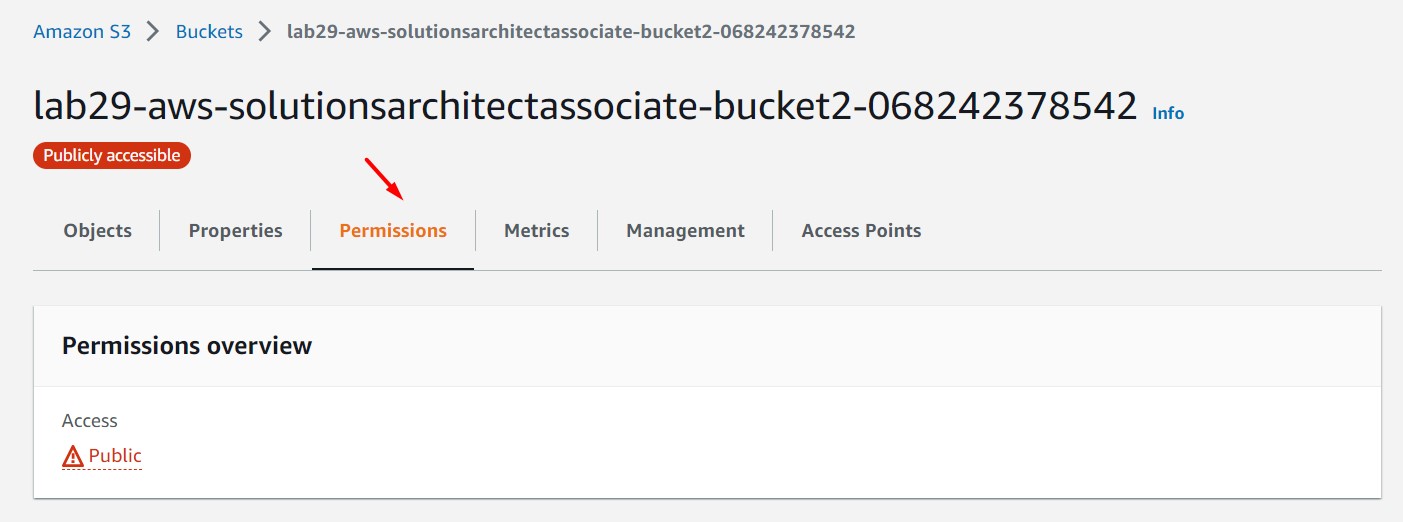 Amazon S3 > Buckets > lab29-aws-solutionsarchitectassociate-bucket2-068242378542
lab29-aws-solutionsarchitectassociate-bucket2-068242378542 Info
Publicly accessible
Objects Properties Permissions Metrics Management Access Points
Permissions overview
Access
Public